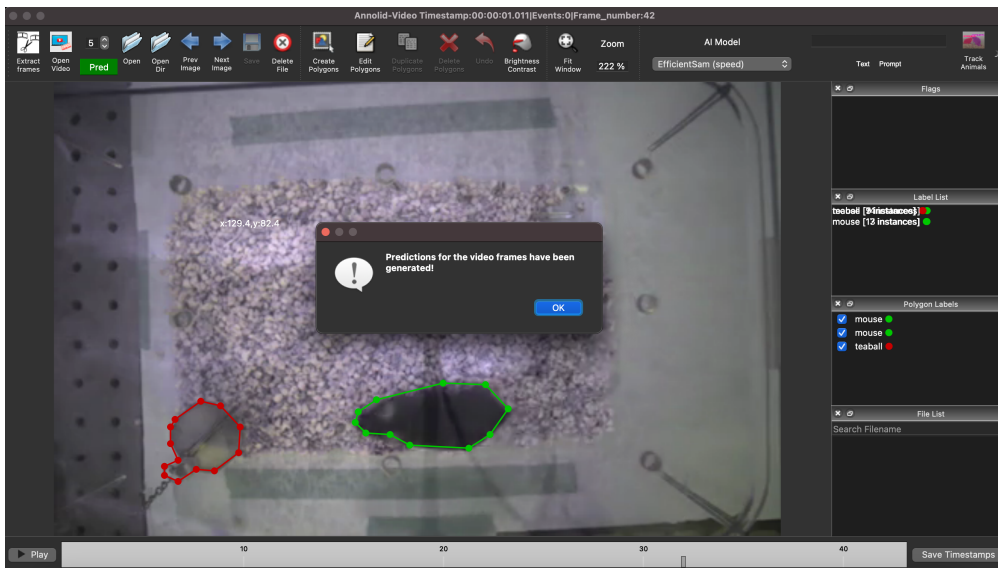 Annolid-Video Timestamp:00:00:01.011|Events:0|Frame_number:42
Extract frames
Open Video
5
Pred
Open
Open Dir
Prev Image
Next Image
Save
Delete File
Create Polygons
Edit Polygons
Duplicate Polygons
Delete Polygons
Undo
Brightness Contrast
Fit Window
Zoom
222 %
AI Model
EfficientSam (speed)
Text Prompt
Track Animals
Flags
x:129.4,y:82.4
Label List
instances]
mouse [13 instances]
Predictions for the video frames have been
generated!
OK
Polygon Labels
mouse
mouse
teaball
File List
Search Filename
Play
10
20
30
40
Save Timestamps